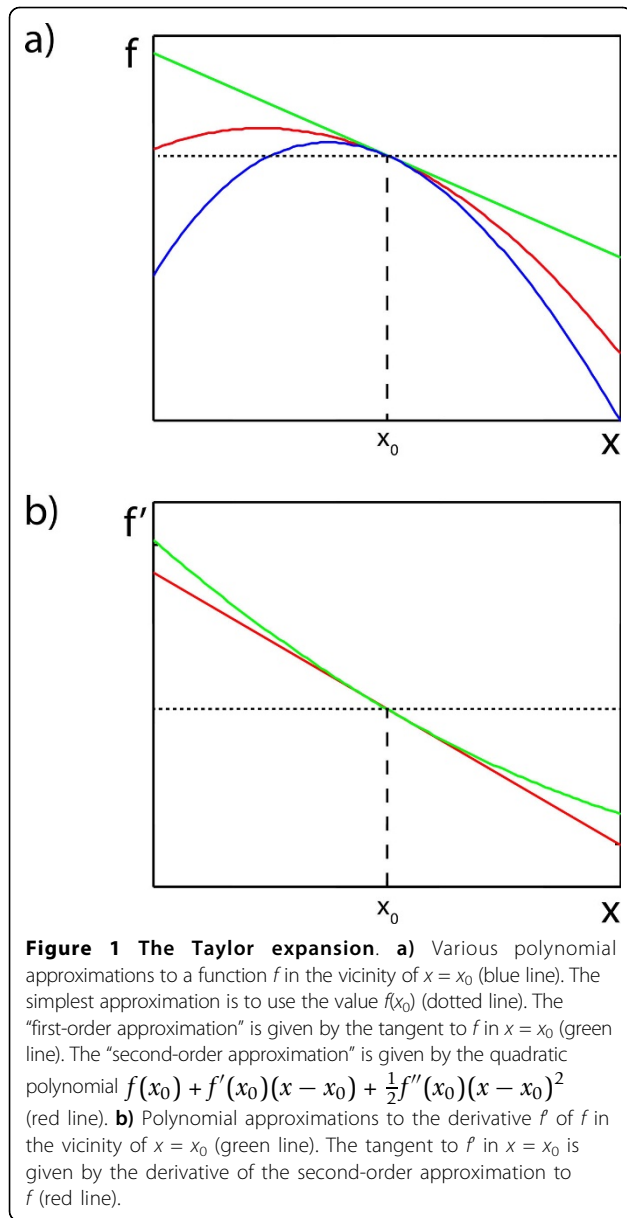 a)
f
x₀
X
b)
f'
x₀
X
Figure 1 The Taylor expansion. a) Various polynomial
approximations to a function f in the vicinity of x = x₀ (blue line). The
simplest approximation is to use the value f(x₀) (dotted line). The
"first-order approximation" is given by the tangent to f in x = x₀ (green
line). The "second-order approximation" is given by the quadratic
polynomial f(x₀) + f'(x₀)(x − x₀) + ½f''(x₀)(x − x₀)²
(red line). b) Polynomial approximations to the derivative f' of f in
the vicinity of x = x₀ (green line). The tangent to f' in x = x₀ is
given by the derivative of the second-order approximation to
f (red line).